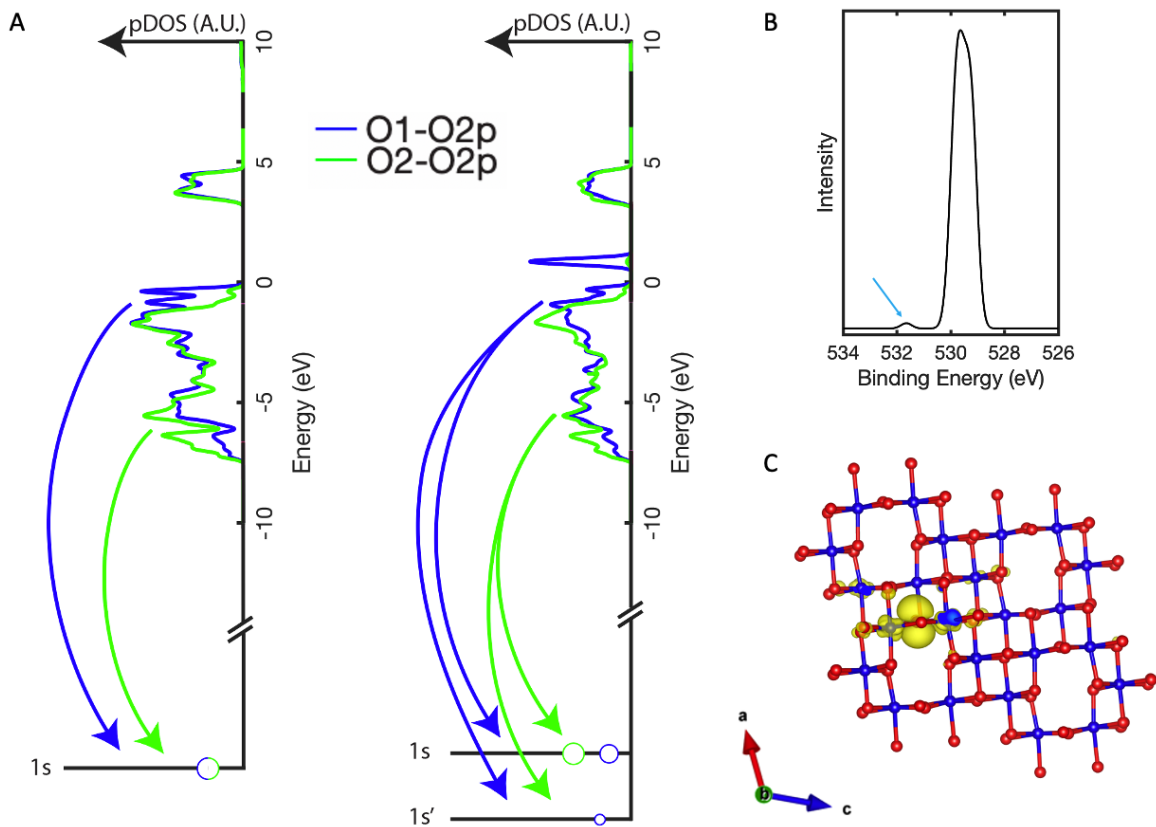 A
pDOS (A.U.)
10
5
0
-5
-10
Energy (eV)
1s
pDOS (A.U.)
O1-O2p
O2-O2p
10
5
0
-5
-10
Energy (eV)
1s
1s'
B
Intensity
534 532 530 528 526
Binding Energy (eV)
C
a
b
c